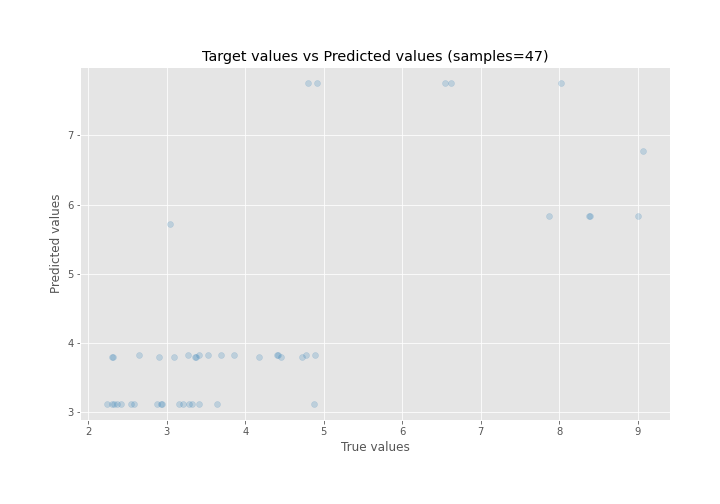 Target values vs Predicted values (samples=47)
Predicted values
7
6
5
4
3
2 3 4 5 6 7 8 9
True values